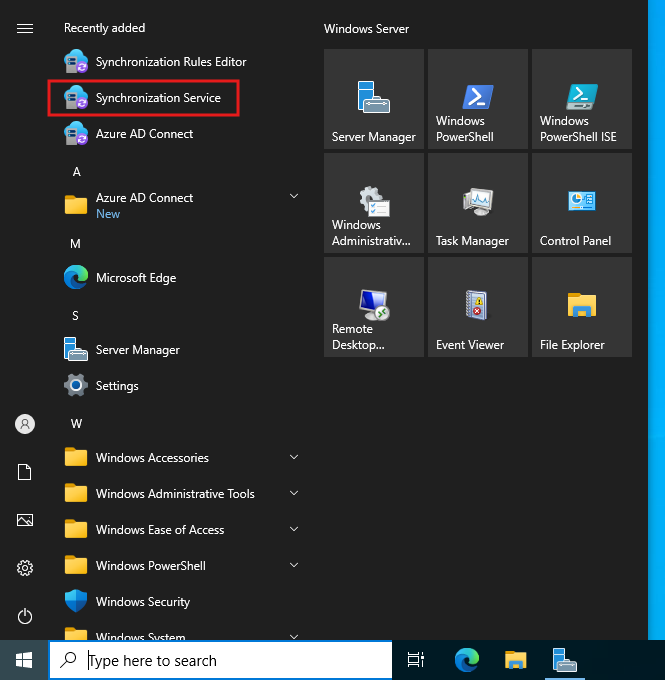 Recently added
Synchronization Rules Editor
Synchronization Service
Azure AD Connect
A
Azure AD Connect
New
M
Microsoft Edge
S
Server Manager
Settings
W
Windows Accessories
Windows Administrative Tools
Windows Ease of Access
Windows PowerShell
Windows Security
Windows System
Windows Server
Server Manager
Windows
PowerShell
Windows
PowerShell ISE
Windows
Administrativ...
Task Manager
Control Panel
Remote
Desktop...
Event Viewer
File Explorer
Type here to search